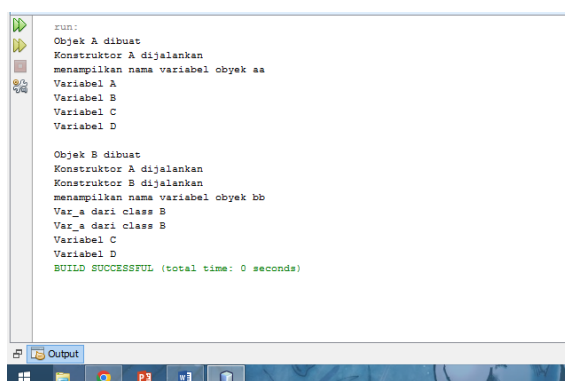 run:
Objek A dibuat
Konstruktor A dijalankan
menampilkan nama variabel obyek aa
Variabel A
Variabel B
Variabel C
Variabel D
Objek B dibuat
Konstruktor A dijalankan
Konstruktor B dijalankan
menampilkan nama variabel obyek bb
Var_a dari class B
Var_a dari class B
Variabel C
Variabel D
BUILD SUCCESSFUL (total time: 0 seconds)
Output